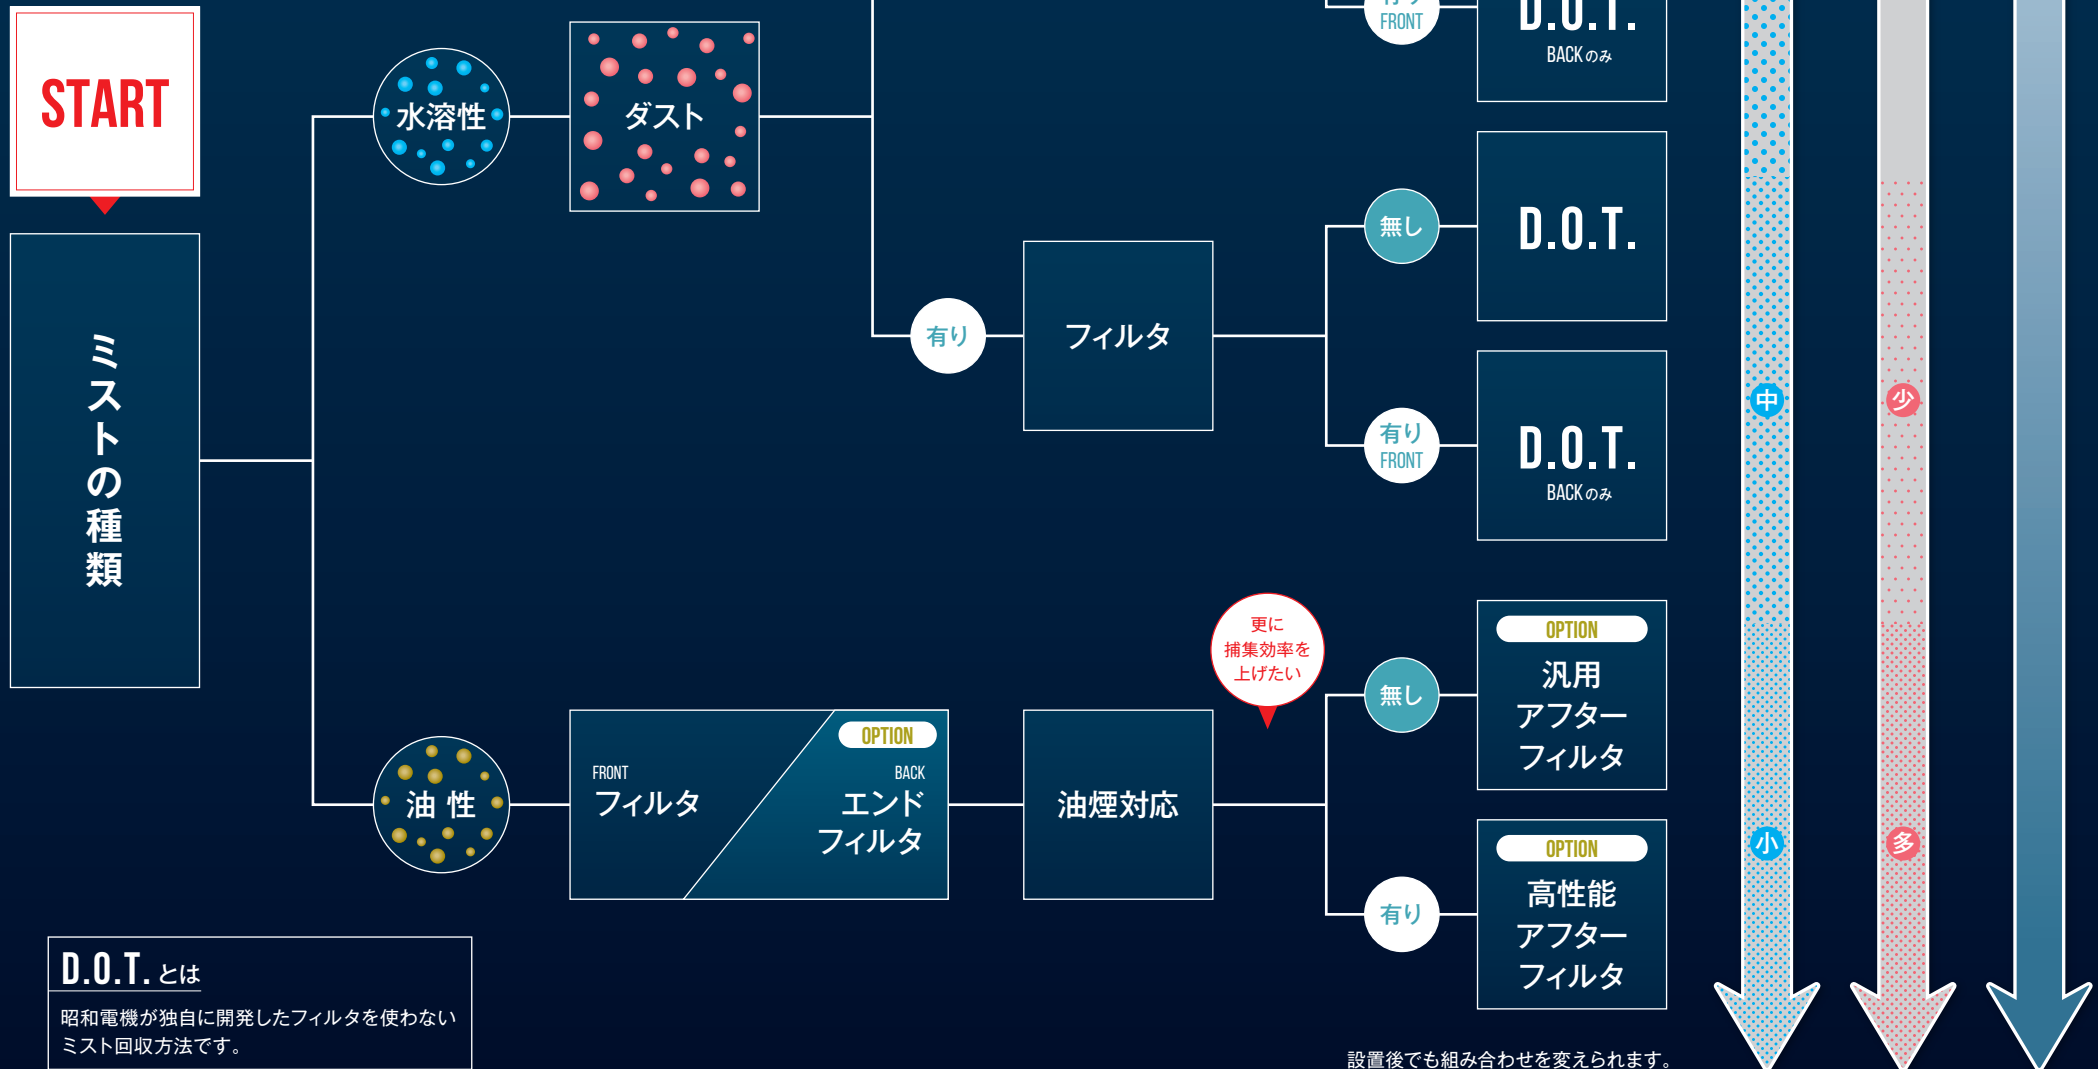 START
ミストの種類
水溶性
ダスト
FRONT
D.O.T.
BACKのみ
無し
D.O.T.
有り
フィルタ
有り
FRONT
D.O.T.
BACKのみ
中
少
更に
捕集効率を
上げたい
無し
OPTION
汎用
アフター
フィルタ
油性
FRONT
フィルタ
OPTION
BACK
エンド
フィルタ
油煙対応
有り
OPTION
高性能
アフター
フィルタ
小
多
D.O.T.とは
昭和電機が独自に開発したフィルタを使わない
ミスト回収方法です。
設置後でも組み合わせを変えられます。